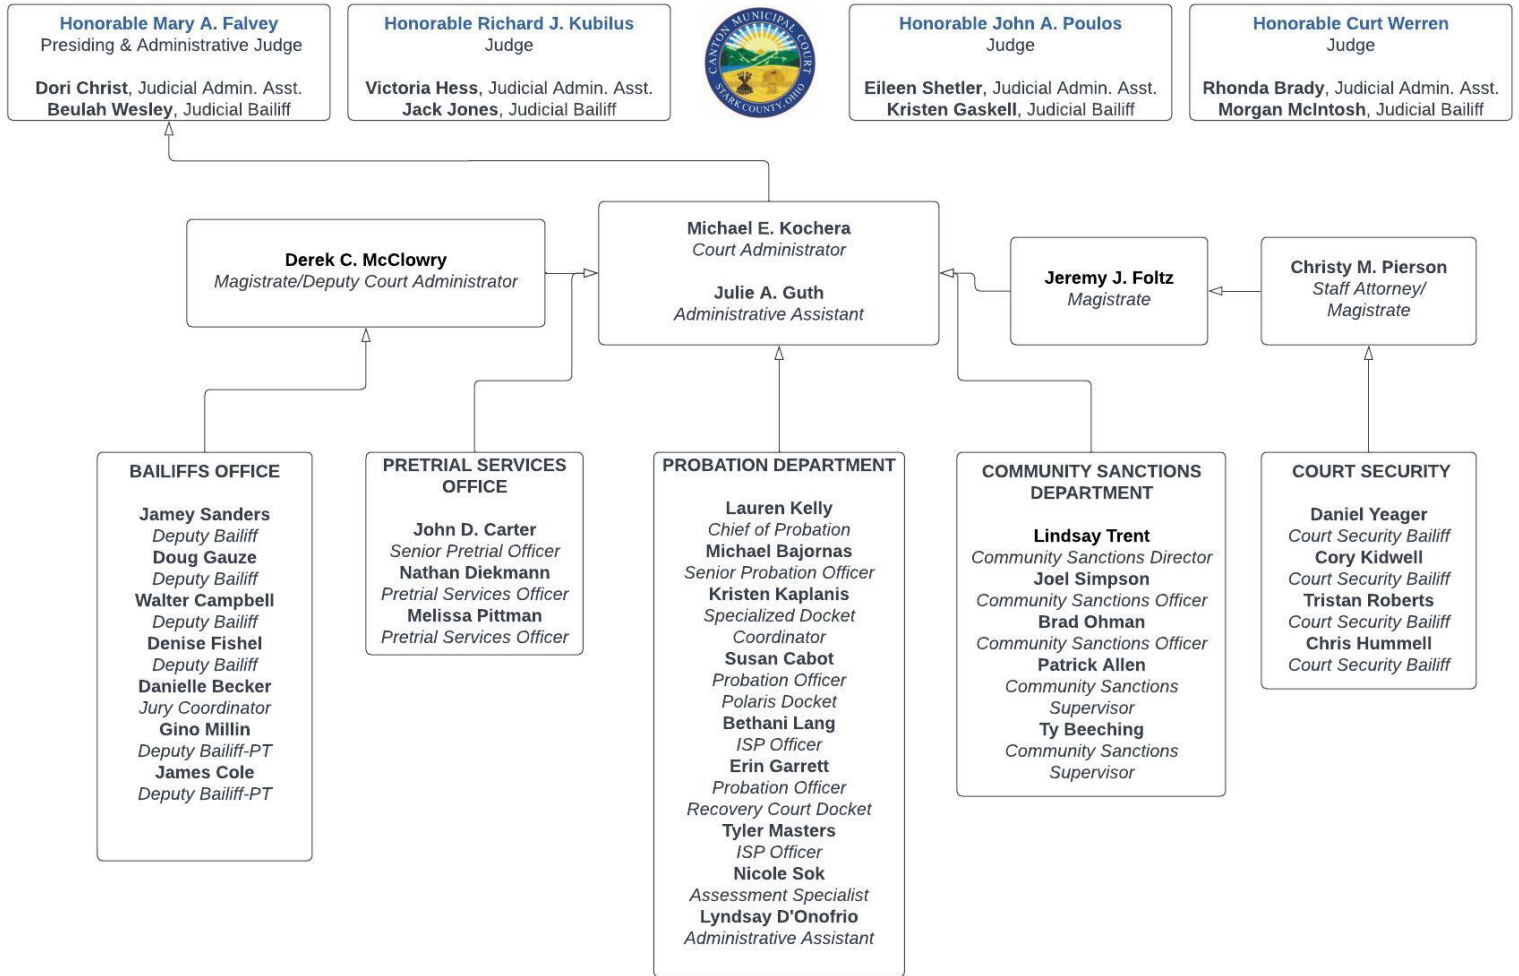 Honorable Mary A. Falvey
Presiding & Administrative Judge
Dori Christ, Judicial Admin. Asst.
Beulah Wesley, Judicial Bailiff
Honorable Richard J. Kubilus
Judge
Victoria Hess, Judicial Admin. Asst.
Jack Jones, Judicial Bailiff
CANTON MUNICIPAL COURT
STARK COUNTY, OHIO
Honorable John A. Poulos
Judge
Eileen Shetler, Judicial Admin. Asst.
Kristen Gaskell, Judicial Bailiff
Honorable Curt Werren
Judge
Rhonda Brady, Judicial Admin. Asst.
Morgan McIntosh, Judicial Bailiff
Derek C. McClowry
Magistrate/Deputy Court Administrator
Michael E. Kochera
Court Administrator
Julie A. Guth
Administrative Assistant
Jeremy J. Foltz
Magistrate
Christy M. Pierson
Staff Attorney/
Magistrate
BAILIFFS OFFICE
Jamey Sanders
Deputy Bailiff
Doug Gauze
Deputy Bailiff
Walter Campbell
Deputy Bailiff
Denise Fishel
Deputy Bailiff
Danielle Becker
Jury Coordinator
Gino Millin
Deputy Bailiff-PT
James Cole
Deputy Bailiff-PT
PRETRIAL SERVICES
OFFICE
John D. Carter
Senior Pretrial Officer
Nathan Diekmann
Pretrial Services Officer
Melissa Pittman
Pretrial Services Officer
PROBATION DEPARTMENT
Lauren Kelly
Chief of Probation
Michael Bajornas
Senior Probation Officer
Kristen Kaplanis
Specialized Docket
Coordinator
Susan Cabot
Probation Officer
Polaris Docket
Bethani Lang
ISP Officer
Erin Garrett
Probation Officer
Recovery Court Docket
Tyler Masters
ISP Officer
Nicole Sok
Assessment Specialist
Lyndsay D'Onofrio
Administrative Assistant
COMMUNITY SANCTIONS
DEPARTMENT
Lindsay Trent
Community Sanctions Director
Joel Simpson
Community Sanctions Officer
Brad Ohman
Community Sanctions Officer
Patrick Allen
Community Sanctions
Supervisor
Ty Beeching
Community Sanctions
Supervisor
COURT SECURITY
Daniel Yeager
Court Security Bailiff
Cory Kidwell
Court Security Bailiff
Tristan Roberts
Court Security Bailiff
Chris Hummell
Court Security Bailiff